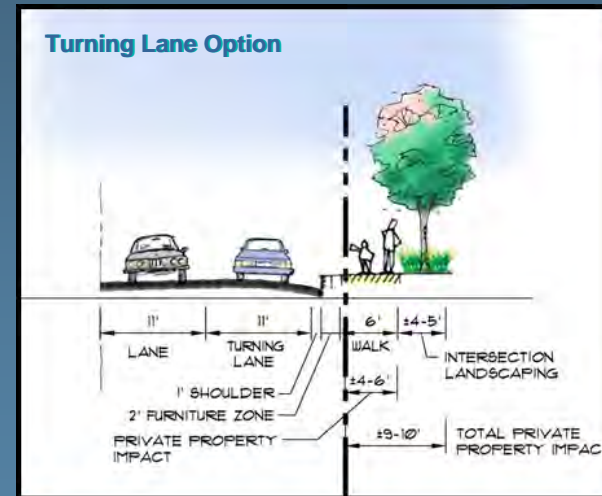 Turning Lane Option
11' 11' 6' ±4-5'
LANE TURNING LANE WALK INTERSECTION LANDSCAPING
1' SHOULDER ±4-6'
2' FURNITURE ZONE
PRIVATE PROPERTY IMPACT ±9-10' TOTAL PRIVATE PROPERTY IMPAC